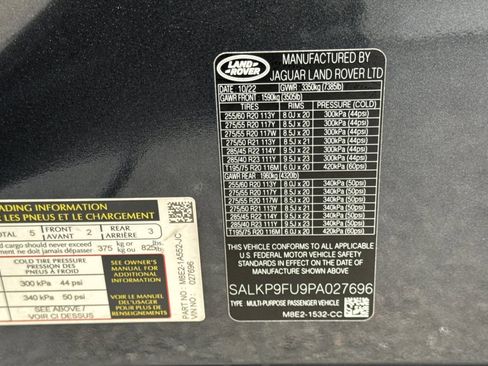 LAND
ROVER
MANUFACTURED BY
JAGUAR LAND ROVER LTD
DATE 10/22 GVWR 3350kg (7385lb)
GAWR FRONT 1590kg (3505lb)
TIRES RIMS PRESSURE (COLD)
255/60 R20 113Y 8.0J x 20 300kPa (44psi)
275/55 R20 117Y 8.5J x 20 300kPa (44psi)
275/55 R20 117W 8.5J x 20 300kPa (44psi)
275/50 R21 113Y 8.5J x 21 300kPa (44psi)
285/45 R22 114Y 9.5J x 22 300kPa (44psi)
285/40 R23 111Y 9.5J x 23 300kPa (44psi)
T195/75 R20 116M 6.0J x 20 420kPa (60psi)
GAWR REAR 1960kg (4320lb)
255/60 R20 113Y 8.0J x 20 340kPa (50psi)
275/55 R20 117Y 8.5J x 20 340kPa (50psi)
275/55 R20 117W 8.5J x 20 340kPa (50psi)
275/50 R21 113Y 8.5J x 21 340kPa (50psi)
285/45 R22 114Y 9.5J x 22 340kPa (50psi)
285/40 R23 111Y 9.5J x 23 340kPa (50psi)
T195/75 R20 116M 6.0J x 20 420kPa (60psi)
THIS VEHICLE CONFORMS TO ALL APPLICABLE
U.S. FEDERAL MOTOR VEHICLE SAFETY
STANDARDS IN EFFECT ON THE DATE OF
MANUFACTURE SHOWN ABOVE.
SALKP9FU9PA027696
TYPE: MULTI-PURPOSE PASSENGER VEHICLE
M8E2-1532-CC
ADING INFORMATION
LES PNEUS ET LE CHARGEMENT
TOTAL 5 FRONT AVANT 2 REAR ARRIÈRE 3
d cargo should never exceed
ne doit jamais dépasser 375 kg or kg ou 825 lb
COLD TIRE PRESSURE
300 kPa 44 psi
340 kPa 50 psi
SEE ABOVE /
VOIR CI-DESSUS
SEE OWNER'S
MANUAL FOR
ADDITIONAL
INFORMATION
VOIR LE MANUEL
DE L'USAGER
POUR PLUS DE
RENSEIGNEMENTS
PART NO: M8E2-1A552-JC
VIN NO: 027696